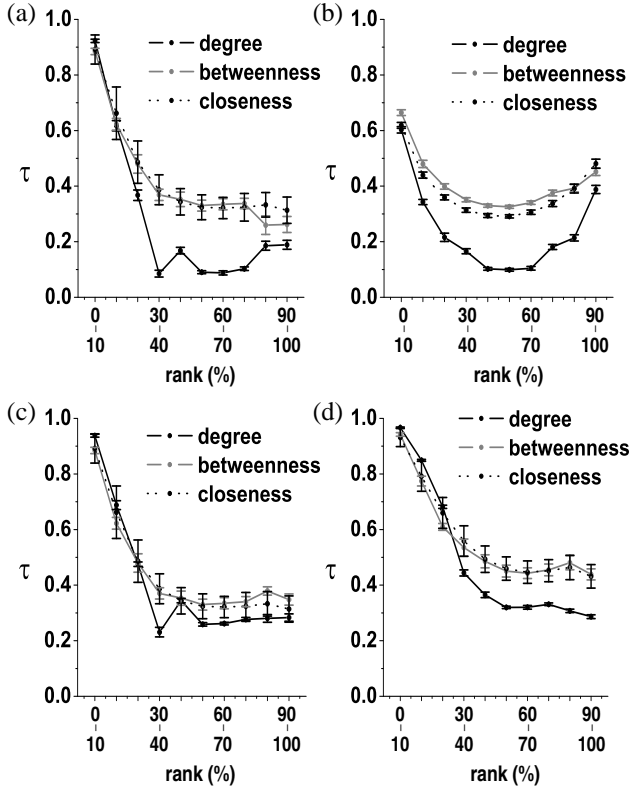 (a)
1.0
0.8
0.6
0.4
0.2
0.0
τ
degree
betweenness
closeness
0 30 60 90
10 40 70 100
rank (%)
(b)
1.0
0.8
0.6
0.4
0.2
0.0
τ
degree
betweenness
closeness
0 30 60 90
10 40 70 100
rank (%)
(c)
1.0
0.8
0.6
0.4
0.2
0.0
τ
degree
betweenness
closeness
0 30 60 90
10 40 70 100
rank (%)
(d)
1.0
0.8
0.6
0.4
0.2
0.0
τ
degree
betweenness
closeness
0 30 60 90
10 40 70 100
rank (%)